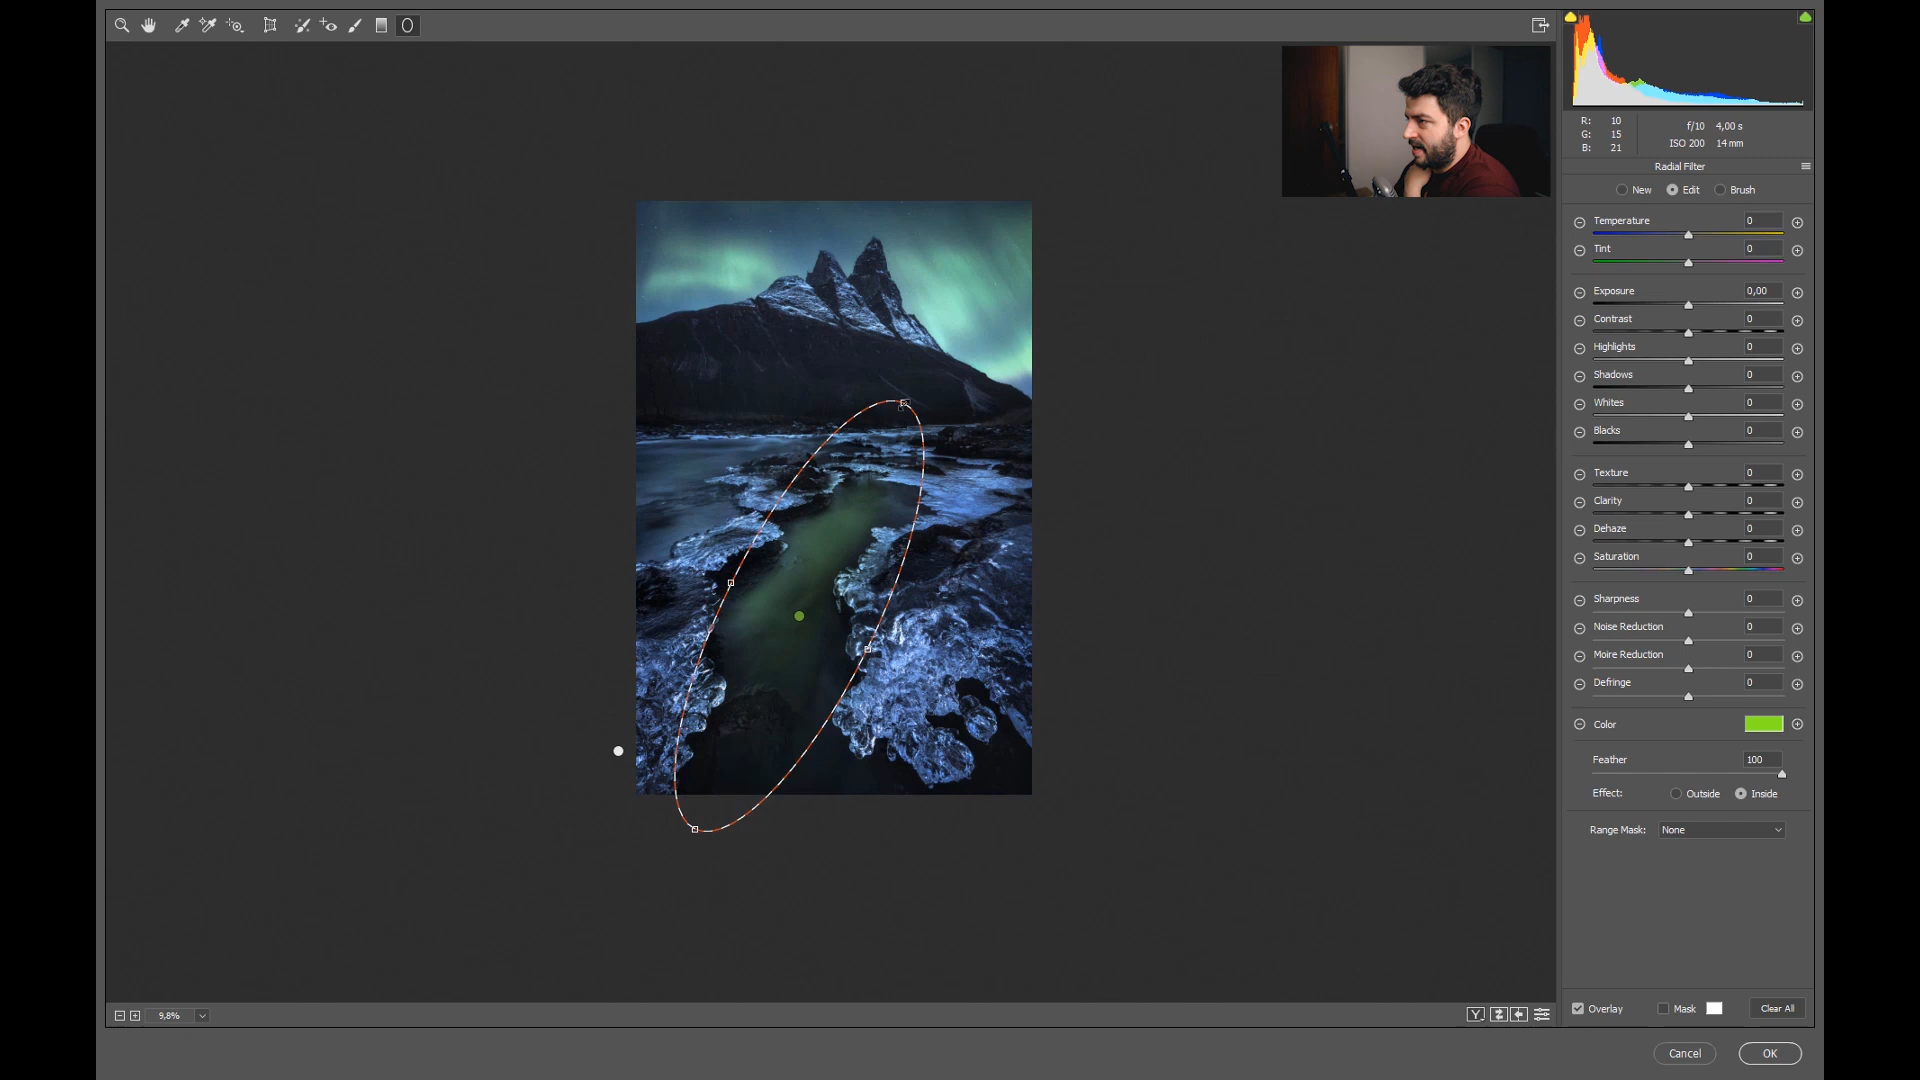 R: 10
G: 15
B: 21
f/10 4,00 s
ISO 200 14 mm
Radial Filter
New Edit Brush
Temperature 0
Tint 0
Exposure 0,00
Contrast 0
Highlights 0
Shadows 0
Whites 0
Blacks 0
Texture 0
Clarity 0
Dehaze 0
Saturation 0
Sharpness 0
Noise Reduction 0
Moire Reduction 0
Defringe 0
Color
Feather 100
Effect: Outside Inside
Range Mask: None
Overlay Mask Clear All
9,8% Y
Cancel OK